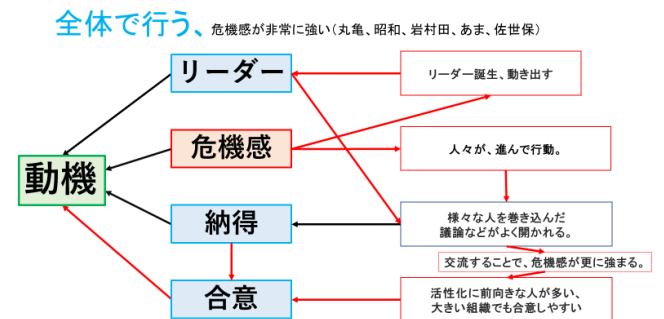 全体で行う、危機感が非常に強い（丸亀、昭和、岩村田、あま、佐世保）
リーダー
リーダー誕生、動き出す
危機感
人々が、進んで行動。
動機
納得
様々な人を巻き込んだ
議論などがよく開かれる。
交流することで、危機感が更に強まる。
合意
活性化に前向きな人が多い、
大きい組織でも合意しやすい